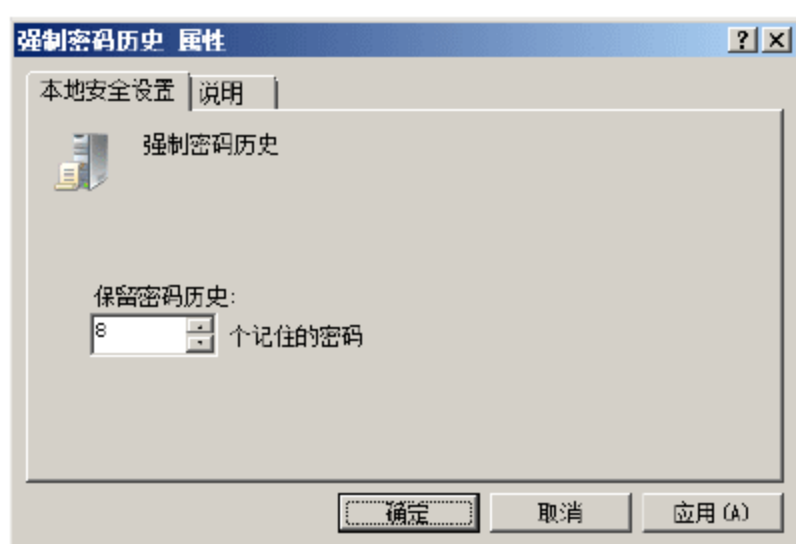 强制密码历史 属性
本地安全设置 说明
强制密码历史
保留密码历史:
8 个记住的密码
确定 取消 应用(A)